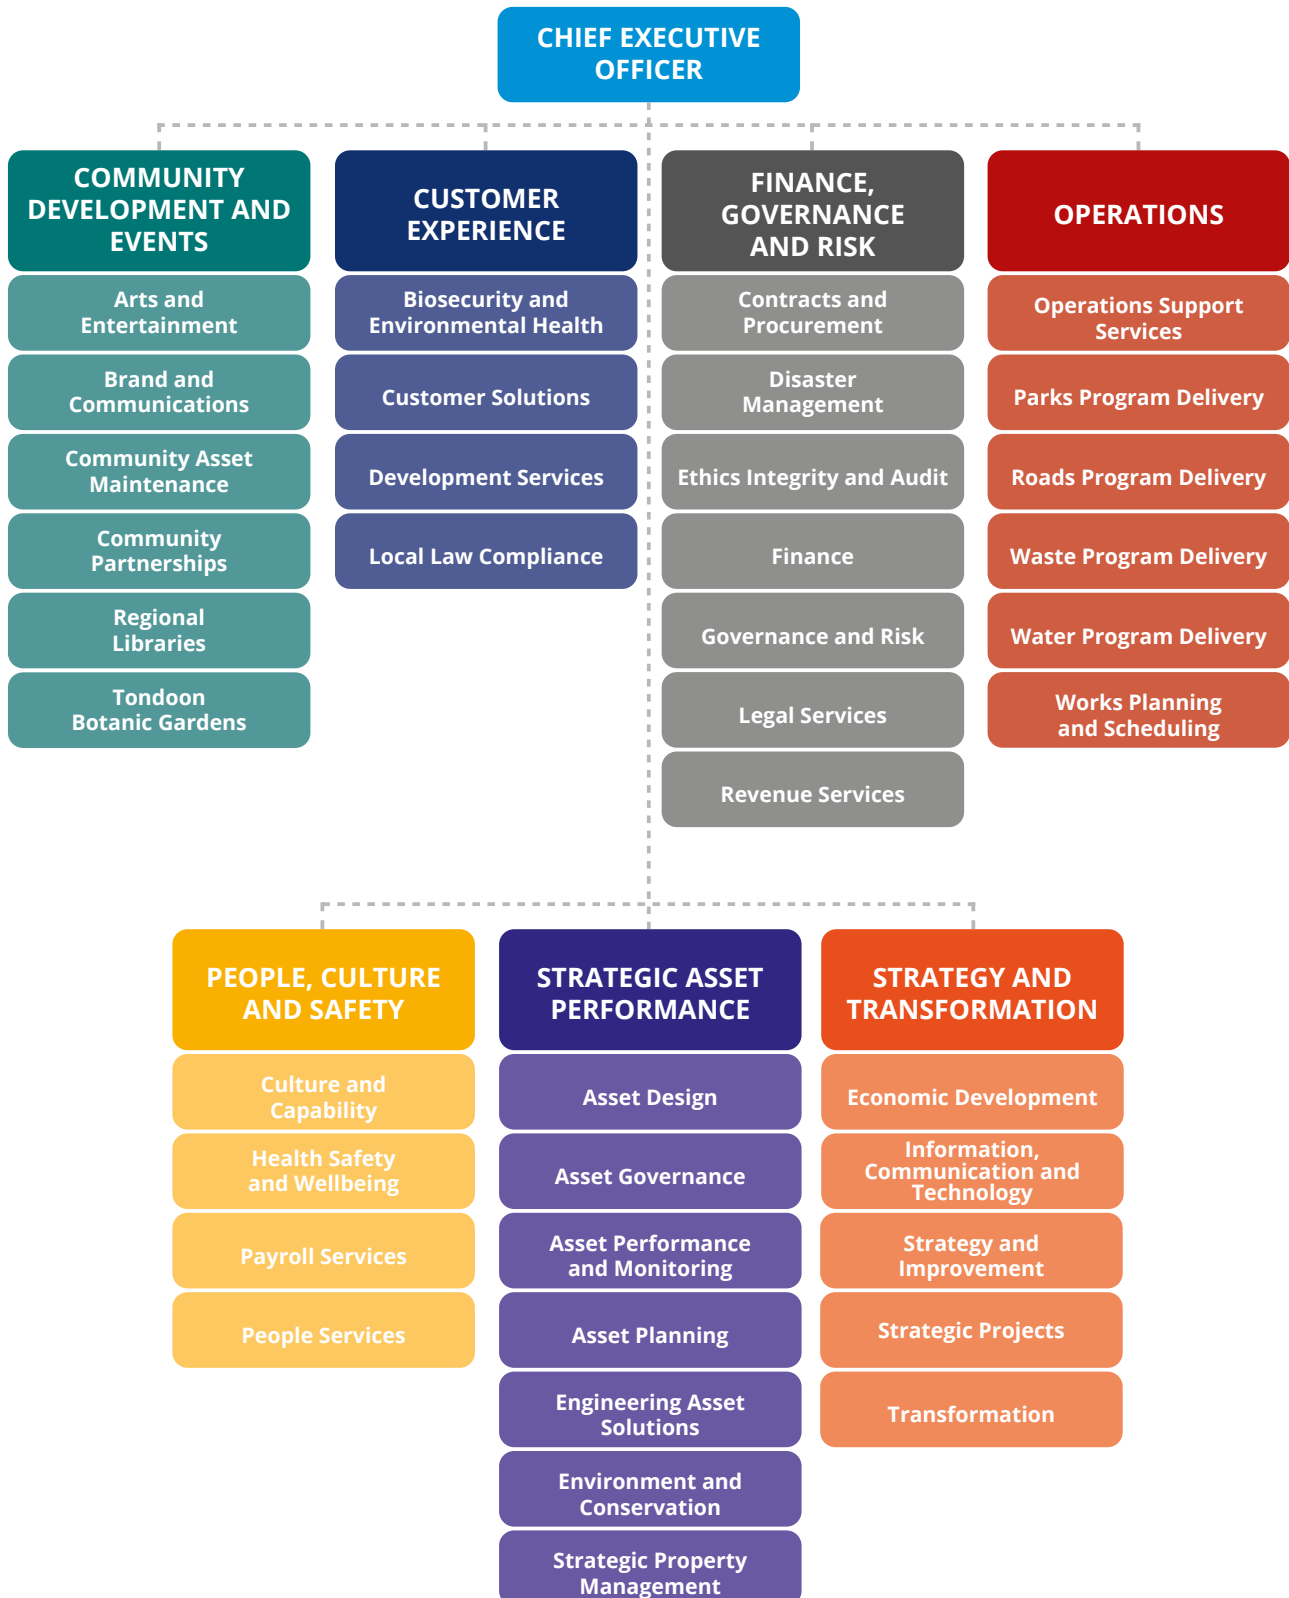 CHIEF EXECUTIVE
OFFICER
COMMUNITY
DEVELOPMENT AND
EVENTS
Arts and
Entertainment
Brand and
Communications
Community Asset
Maintenance
Community
Partnerships
Regional
Libraries
Tondoon
Botanic Gardens
CUSTOMER
EXPERIENCE
Biosecurity and
Environmental Health
Customer Solutions
Development Services
Local Law Compliance
FINANCE,
GOVERNANCE
AND RISK
Contracts and
Procurement
Disaster
Management
Ethics Integrity and Audit
Finance
Governance and Risk
Legal Services
Revenue Services
OPERATIONS
Operations Support
Services
Parks Program Delivery
Roads Program Delivery
Waste Program Delivery
Water Program Delivery
Works Planning
and Scheduling
PEOPLE, CULTURE
AND SAFETY
Culture and
Capability
Health Safety
and Wellbeing
Payroll Services
People Services
STRATEGIC ASSET
PERFORMANCE
Asset Design
Asset Governance
Asset Performance
and Monitoring
Asset Planning
Engineering Asset
Solutions
Environment and
Conservation
Strategic Property
Management
STRATEGY AND
TRANSFORMATION
Economic Development
Information,
Communication and
Technology
Strategy and
Improvement
Strategic Projects
Transformation